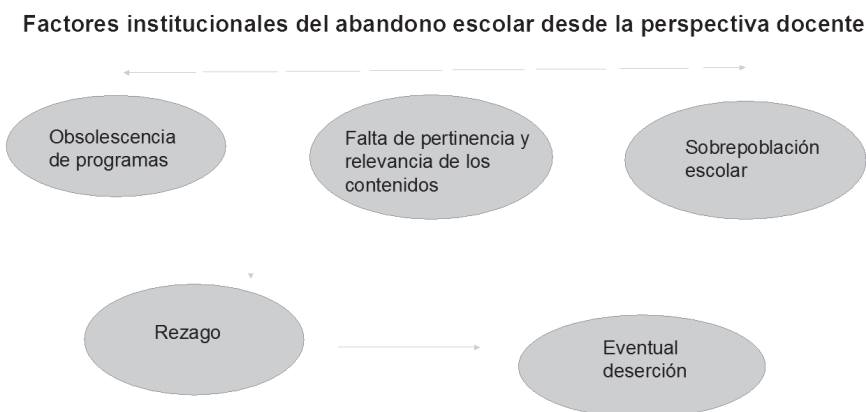 Factores institucionales del abandono escolar desde la perspectiva docente
Obsolescencia
de programas
Falta de pertinencia y
relevancia de los
contenidos
Sobrepoblación
escolar
Rezago
Eventual
deserción